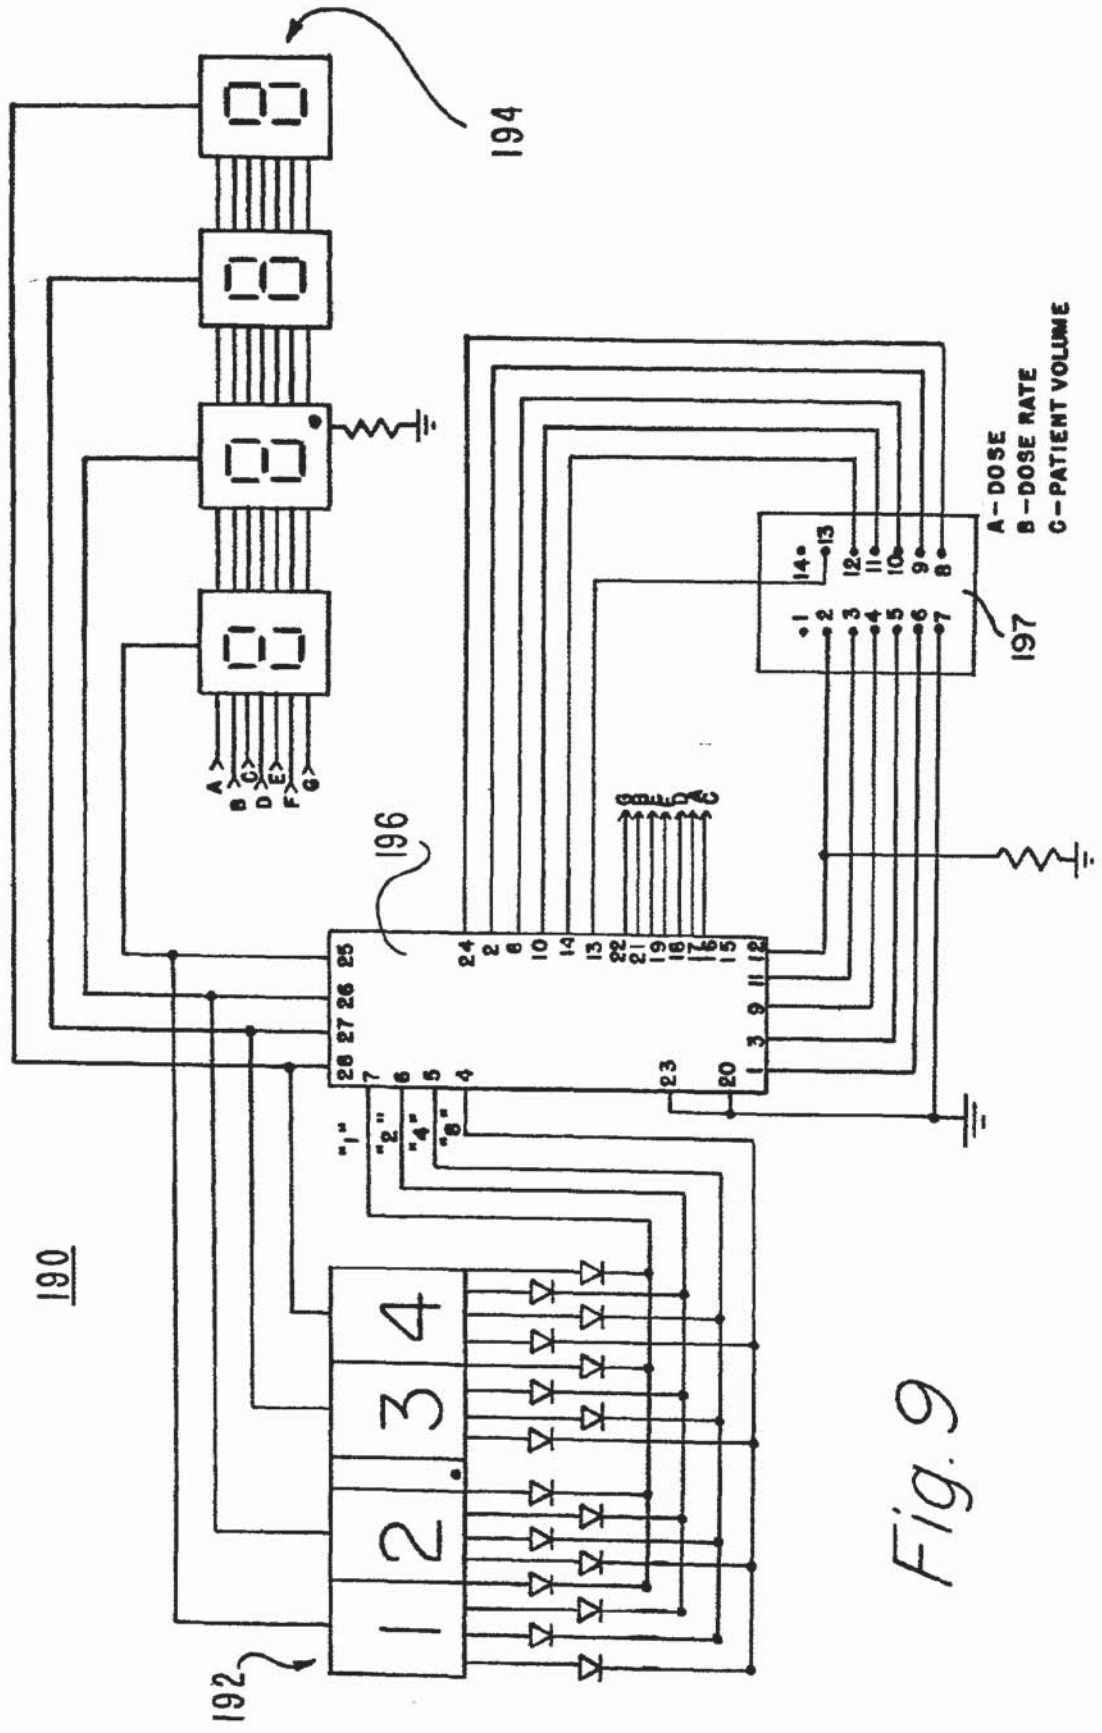 190
192
1 2 3 4
"1"
"2"
"4"
"8"
28 27 26 25
7
6
5
4
23
20
196
24
2
8
10
14
13
22
21
19
18
17
16
15
12
11
9
3
1
G
B
F
E
D
A
C
A
B
C
D
E
F
G
194
1 14
2 13
3 12
4 11
5 10
6 9
7 8
197
A-DOSE
B-DOSE RATE
C-PATIENT VOLUME
Fig. 9